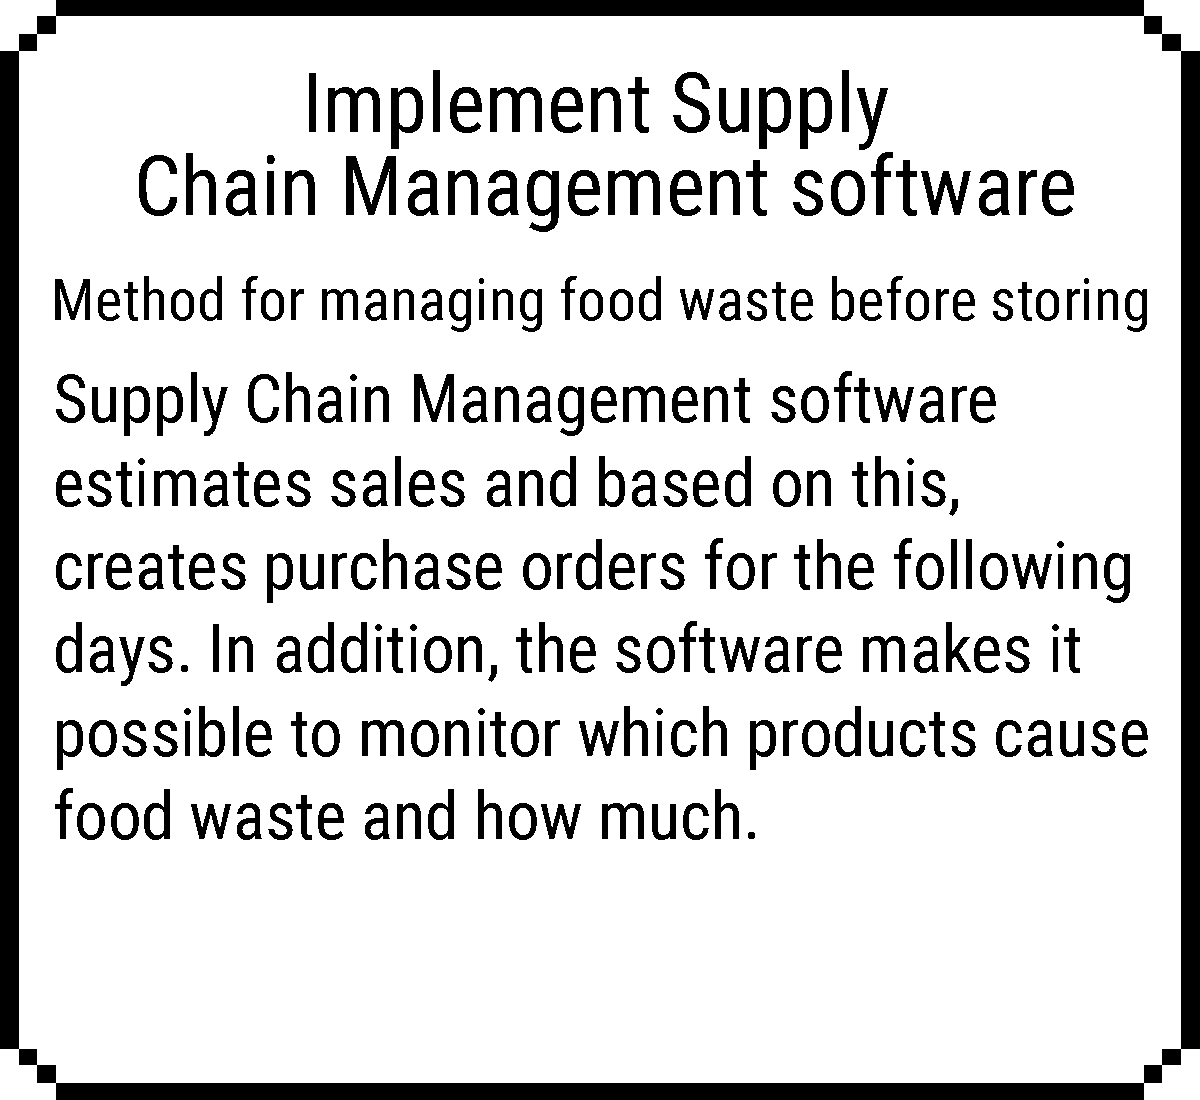 Implement Supply
Chain Management software
Method for managing food waste before storing
Supply Chain Management software
estimates sales and based on this,
creates purchase orders for the following
days. In addition, the software makes it
possible to monitor which products cause
food waste and how much.